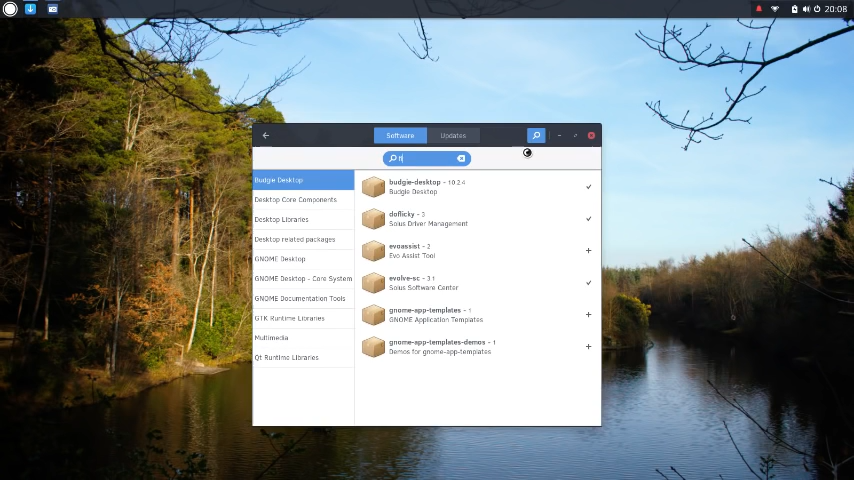 20:08
Software
Updates
Budgie Desktop
Desktop Core Components
Desktop Libraries
Desktop related packages
GNOME Desktop
GNOME Desktop - Core System
GNOME Documentation Tools
GTK Runtime Libraries
Multimedia
Qt Runtime Libraries
budgie-desktop - 10.2.4
Budgie Desktop
doflicky - 3
Solus Driver Management
evoassist - 2
Evo Assist Tool
evolve-sc - 3.1
Solus Software Center
gnome-app-templates - 1
GNOME Application Templates
gnome-app-templates-demos - 1
Demos for gnome-app-templates